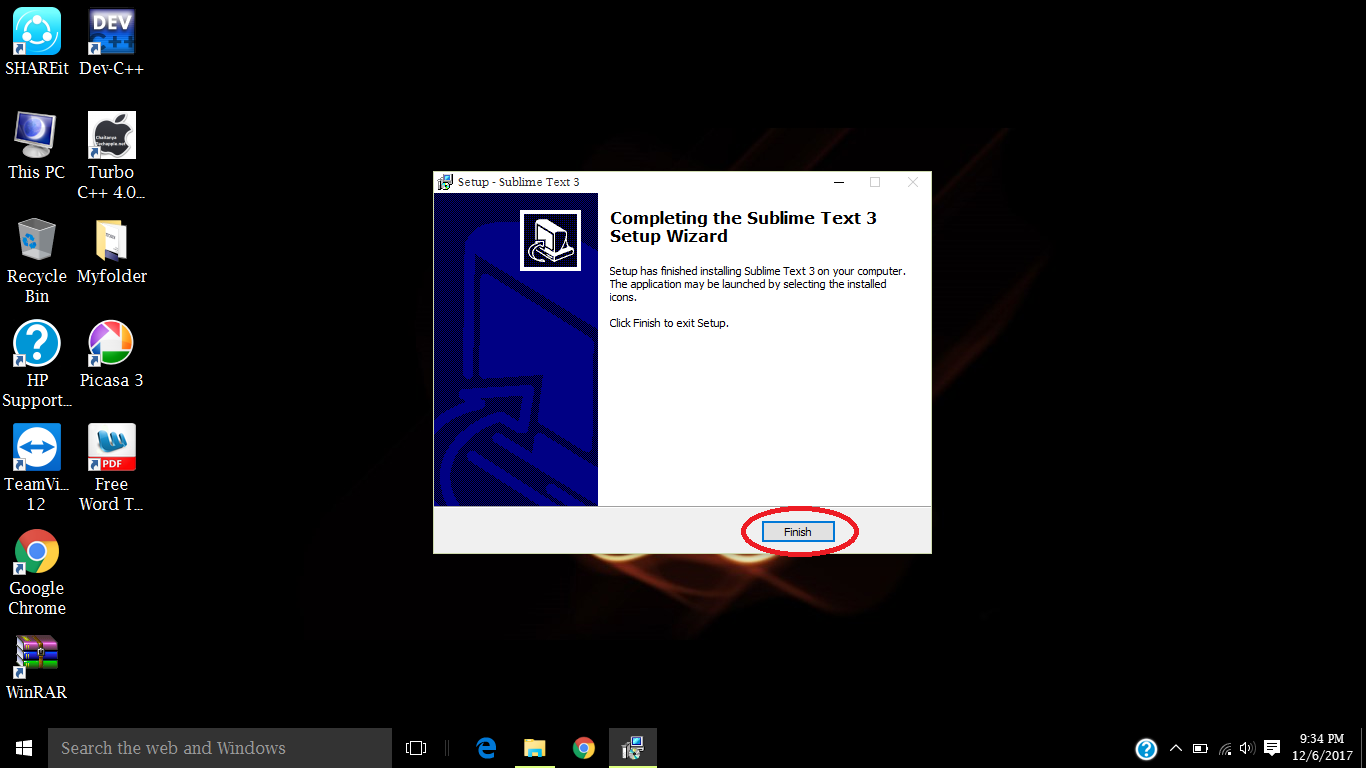 SHAREit
DEV
C++
Dev-C++
This PC
Chaitanya
Turbo
C++ 4.0...
Recycle
Bin
Myfolder
?
HP
Support...
Picasa 3
TeamVi...
12
W
PDF
Free
Word T...
Google
Chrome
WinRAR
Setup - Sublime Text 3
Completing the Sublime Text 3
Setup Wizard
Setup has finished installing Sublime Text 3 on your computer.
The application may be launched by selecting the installed
icons.
Click Finish to exit Setup.
Finish
Search the web and Windows
?
9:34 PM
12/6/2017